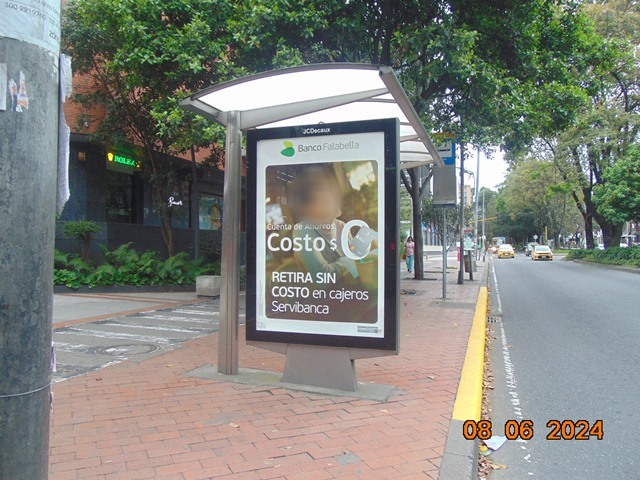 JCDecaux
Banco Falabella
ROLEX
Cuenta de Ahorros
Costo $0
RETIRA SIN
COSTO en cajeros
Servibanca
08 06 2024